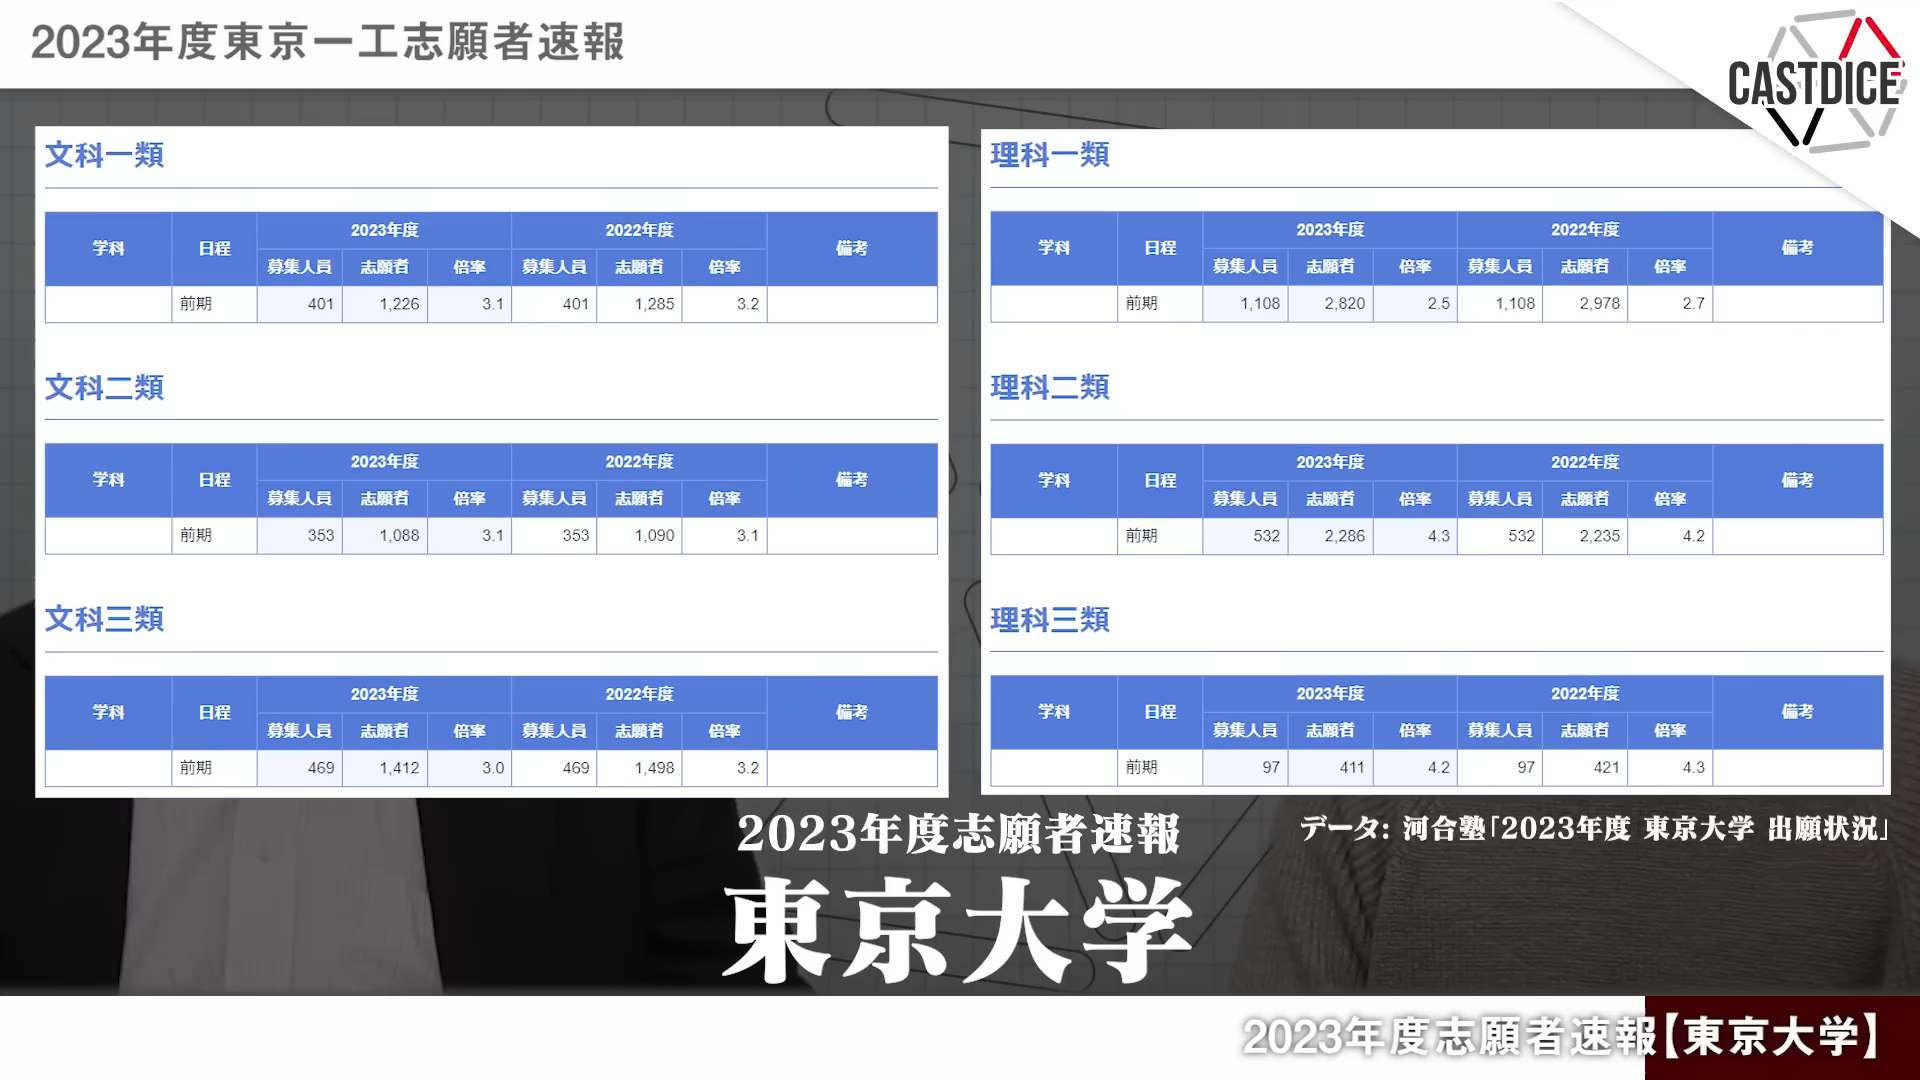 2023年度東京一工志願者速報
CASTDICE
文科一類
学科 日程 2023年度 2022年度 備考
募集人員 志願者 倍率 募集人員 志願者 倍率
前期 401 1,226 3.1 401 1,285 3.2
文科二類
学科 日程 2023年度 2022年度 備考
募集人員 志願者 倍率 募集人員 志願者 倍率
前期 353 1,088 3.1 353 1,090 3.1
文科三類
学科 日程 2023年度 2022年度 備考
募集人員 志願者 倍率 募集人員 志願者 倍率
前期 469 1,412 3.0 469 1,498 3.2
理科一類
学科 日程 2023年度 2022年度 備考
募集人員 志願者 倍率 募集人員 志願者 倍率
前期 1,108 2,820 2.5 1,108 2,978 2.7
理科二類
学科 日程 2023年度 2022年度 備考
募集人員 志願者 倍率 募集人員 志願者 倍率
前期 532 2,286 4.3 532 2,235 4.2
理科三類
学科 日程 2023年度 2022年度 備考
募集人員 志願者 倍率 募集人員 志願者 倍率
前期 97 411 4.2 97 421 4.3
2023年度志願者速報
データ: 河合塾「2023年度 東京大学 出願状況」
東京大学
2023年度志願者速報【東京大学】